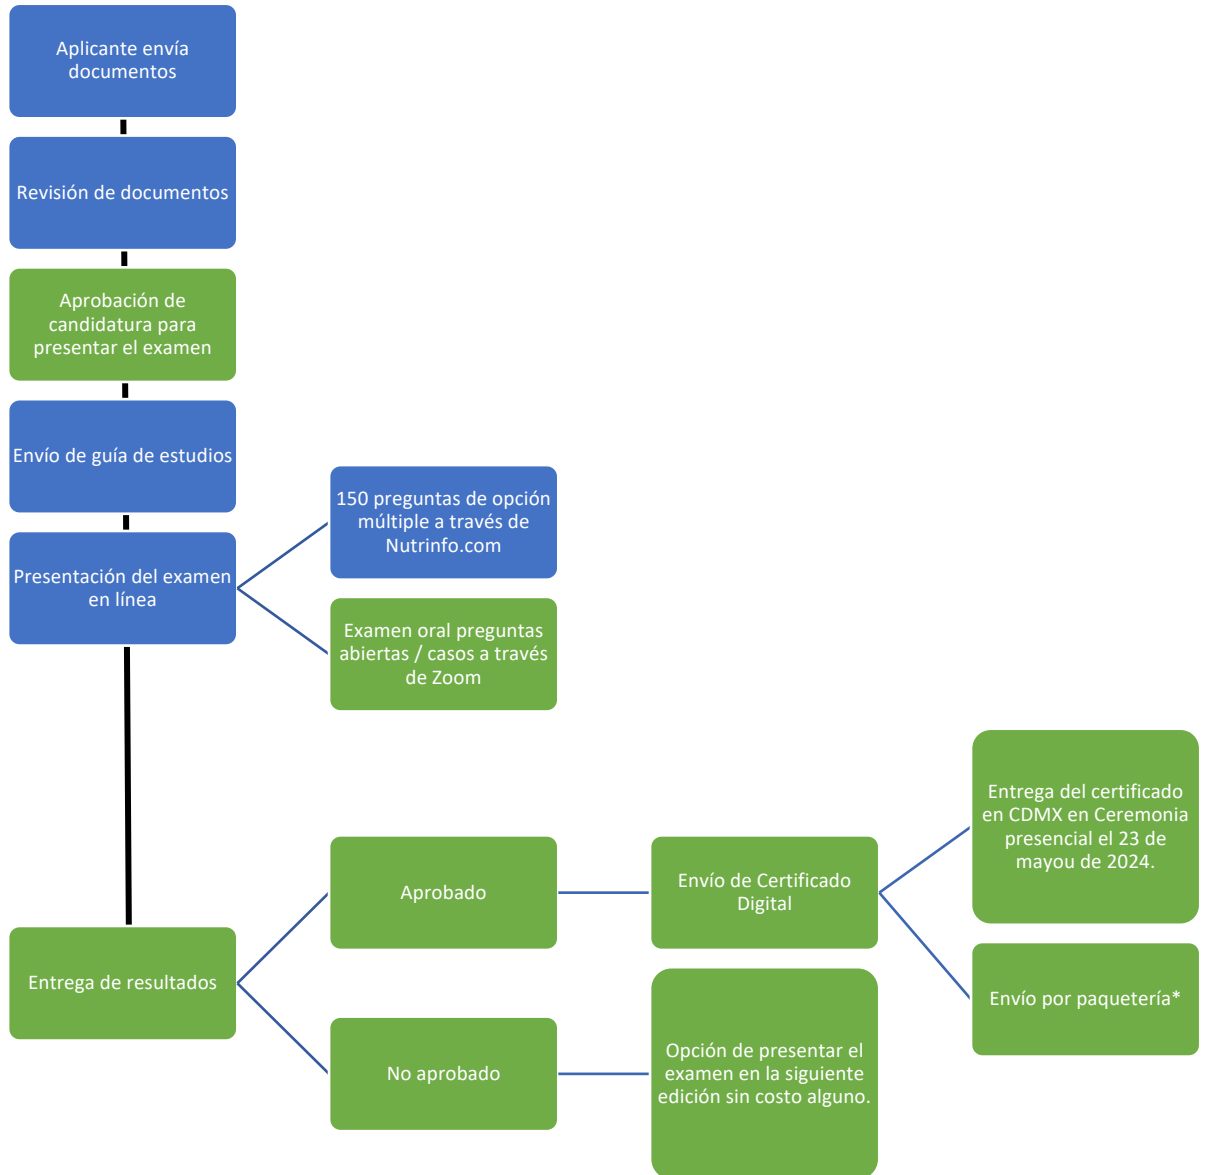 Aplicante envía
documentos
Revisión de documentos
Aprobación de
candidatura para
presentar el examen
Envío de guía de estudios
Presentación del examen
en línea
150 preguntas de opción
múltiple a través de
Nutrinfo.com
Examen oral preguntas
abiertas / casos a través
de Zoom
Entrega de resultados
Aprobado
Envío de Certificado
Digital
Entrega del certificado
en CDMX en Ceremonia
presencial el 23 de
mayou de 2024.
Envío por paquetería*
No aprobado
Opción de presentar el
examen en la siguiente
edición sin costo alguno.